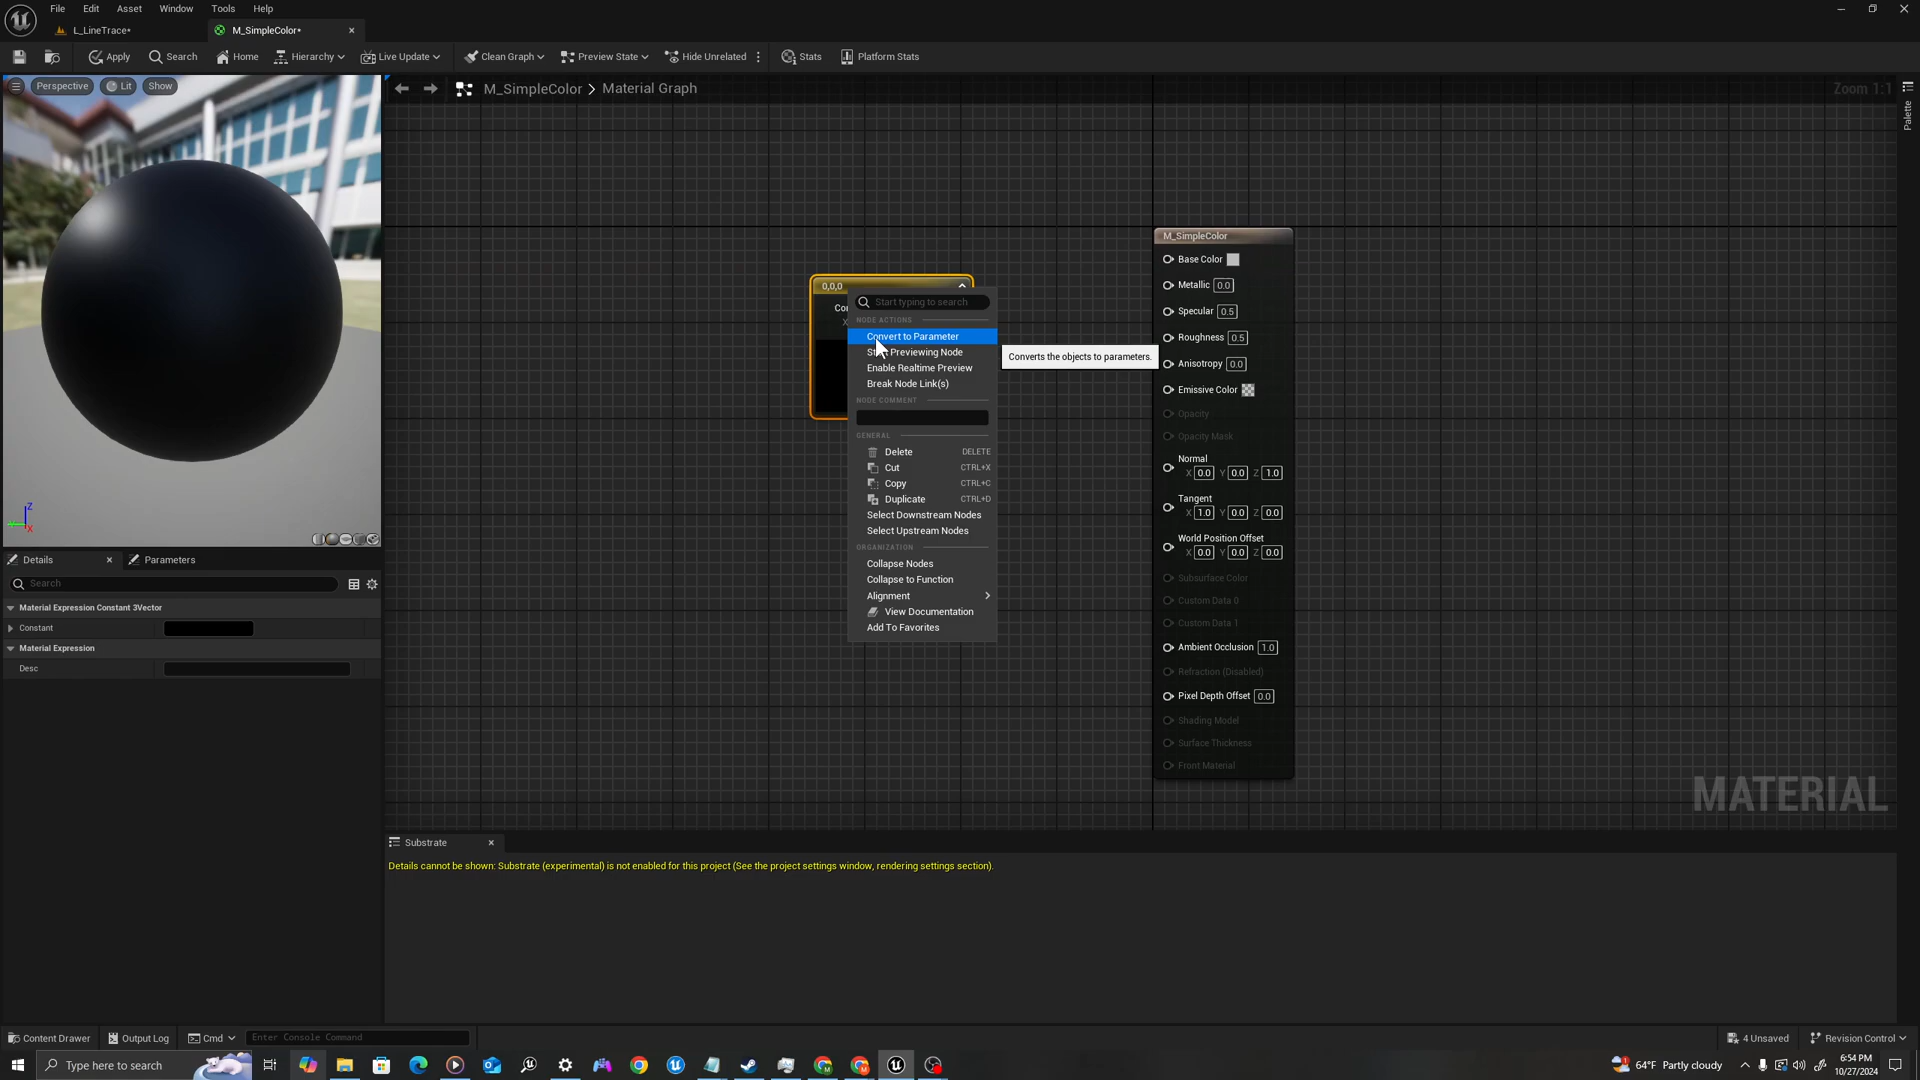 File Edit Asset Window Tools Help
L_LineTrace* M_SimpleColor*
Apply Search Home Hierarchy Live Update Clean Graph Preview State Hide Unrelated Stats Platform Stats
Perspective Lit Show
M_SimpleColor > Material Graph
Zoom 1:1
Palette
M_SimpleColor
Base Color
Metallic 0.0
Specular 0.5
Roughness 0.5
Anisotropy 0.0
Emissive Color
Opacity
Opacity Mask
Normal
X 0.0 Y 0.0 Z 1.0
Tangent
X 1.0 Y 0.0 Z 0.0
World Position Offset
X 0.0 Y 0.0 Z 0.0
Subsurface Color
Custom Data 0
Custom Data 1
Ambient Occlusion 1.0
Refraction (Disabled)
Pixel Depth Offset 0.0
Shading Model
Surface Thickness
Front Material
0,0,0
X
Start typing to search
NODE ACTIONS
Convert to Parameter
Previewing Node
Enable Realtime Preview
Break Node Link(s)
NODE COMMENT
GENERAL
Delete DELETE
Cut CTRL+X
Copy CTRL+C
Duplicate CTRL+D
Select Downstream Nodes
Select Upstream Nodes
ORGANIZATION
Collapse Nodes
Collapse to Function
Alignment
View Documentation
Add To Favorites
Converts the objects to parameters.
Z
X
Details Parameters
Search
Material Expression Constant 3Vector
Constant
Material Expression
Desc
MATERIAL
Substrate
Details cannot be shown: Substrate (experimental) is not enabled for this project (See the project settings window, rendering settings section).
Content Drawer Output Log Cmd Enter Console Command 4 Unsaved Revision Control
Type here to search 64°F Partly cloudy 6:54 PM
10/27/2024